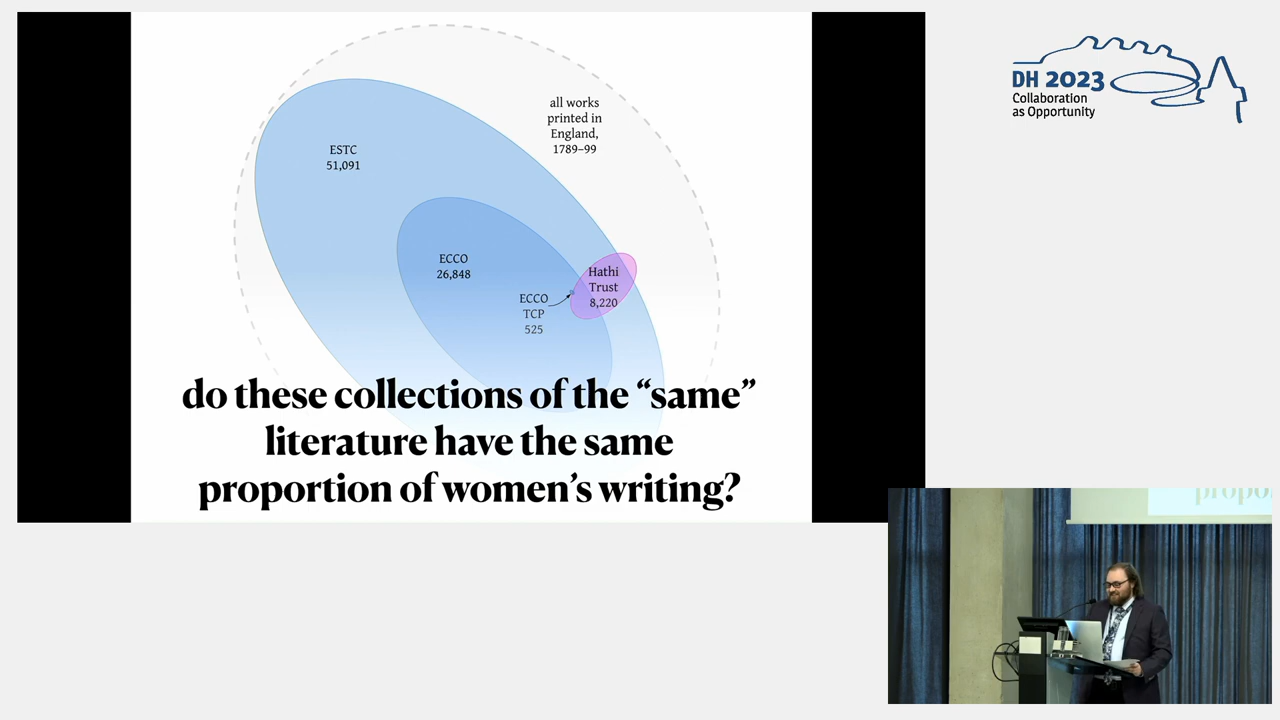 all works
printed in
England,
1789–99
ESTC
51,091
ECCO
26,848
Hathi
Trust
8,220
ECCO
TCP
525
do these collections of the “same”
literature have the same
proportion of women’s writing?
DH 2023
Collaboration
as Opportunity
propo